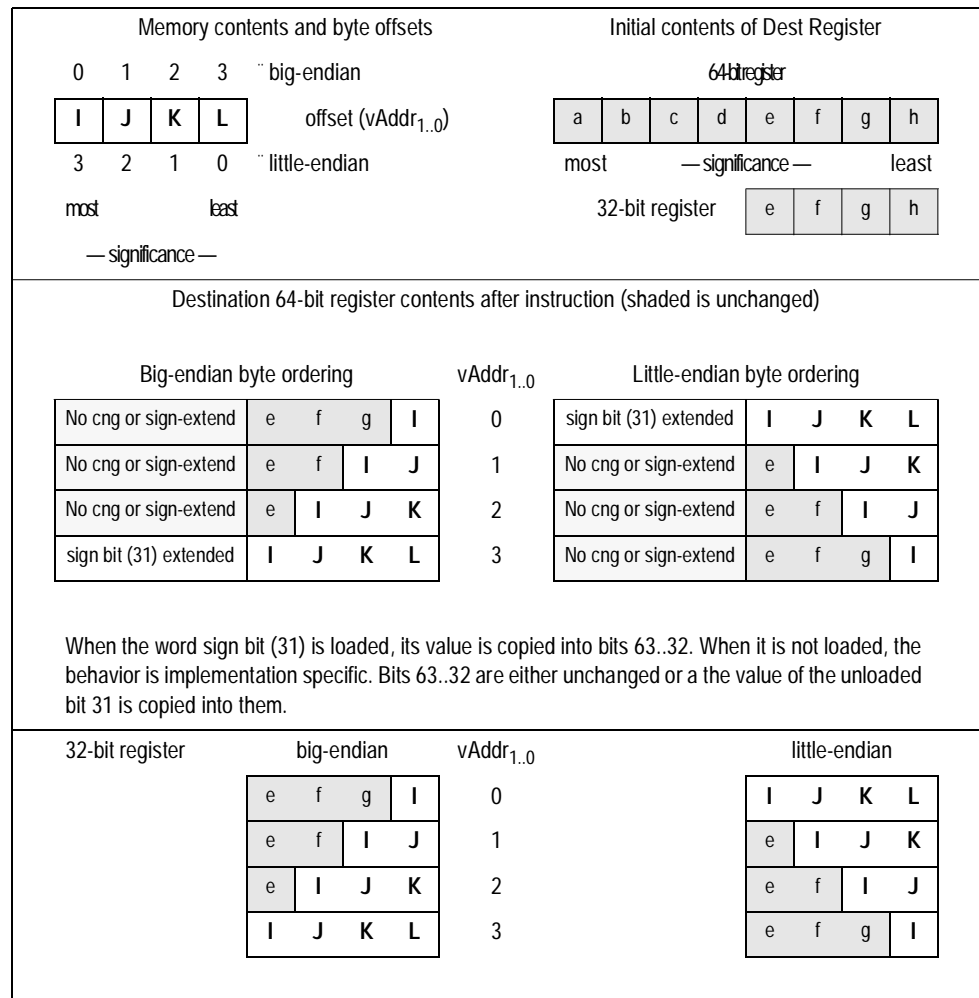 Memory contents and byte offsets
Initial contents of Dest Register
0 1 2 3 ¨ big-endian
64-bit register
I J K L offset (vAddr1..0)
a b c d e f g h
3 2 1 0 ¨ little-endian
most — significance — least
most least
32-bit register e f g h
— significance —
Destination 64-bit register contents after instruction (shaded is unchanged)
Big-endian byte ordering vAddr1..0 Little-endian byte ordering
No cng or sign-extend e f g I 0 sign bit (31) extended I J K L
No cng or sign-extend e f I J 1 No cng or sign-extend e I J K
No cng or sign-extend e I J K 2 No cng or sign-extend e f I J
sign bit (31) extended I J K L 3 No cng or sign-extend e f g I
When the word sign bit (31) is loaded, its value is copied into bits 63..32. When it is not loaded, the
behavior is implementation specific. Bits 63..32 are either unchanged or a the value of the unloaded
bit 31 is copied into them.
32-bit register big-endian vAddr1..0 little-endian
e f g I 0 I J K L
e f I J 1 e I J K
e I J K 2 e f I J
I J K L 3 e f g I